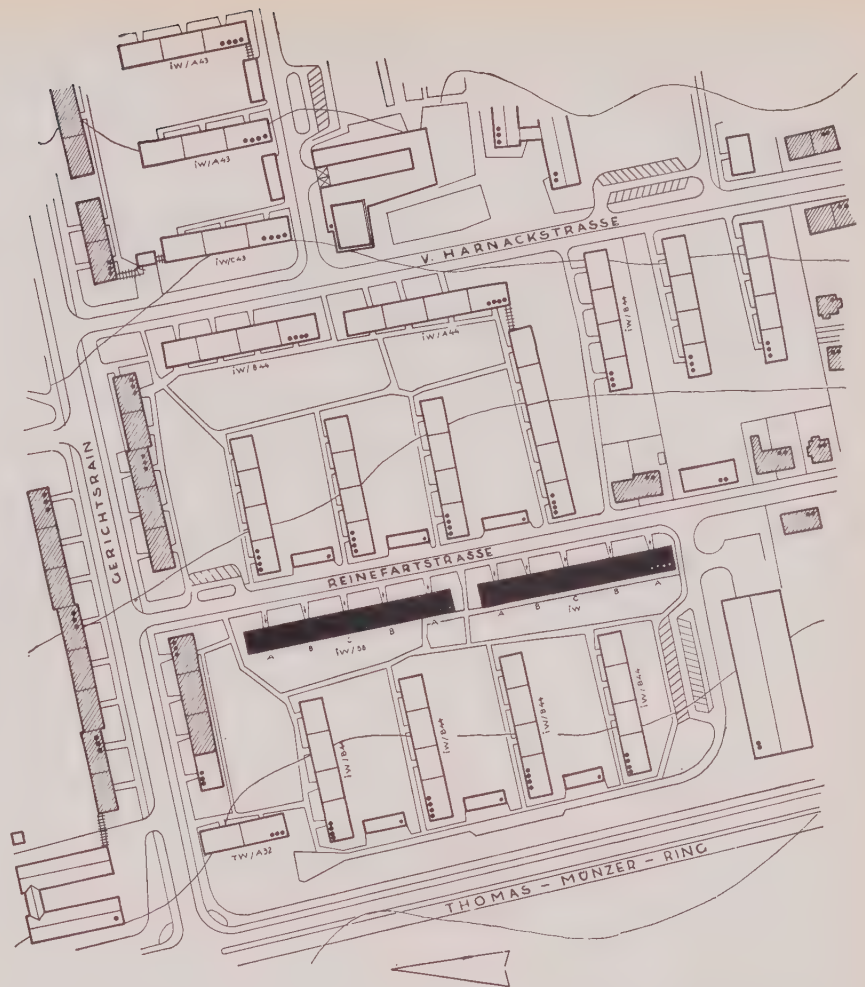 iW/A43
iW/A43
iW/C43
V. HARNACKSTRASSE
iW/B44
iW/A44
iW/B44
GERICHTSRAIN
REINEFARTSTRASSE
A B C B A
iW/58
A B C B A
iW
iW/B44
iW/B44
iW/B44
iW/B44
TW/A32
THOMAS – MÜNZER – RING